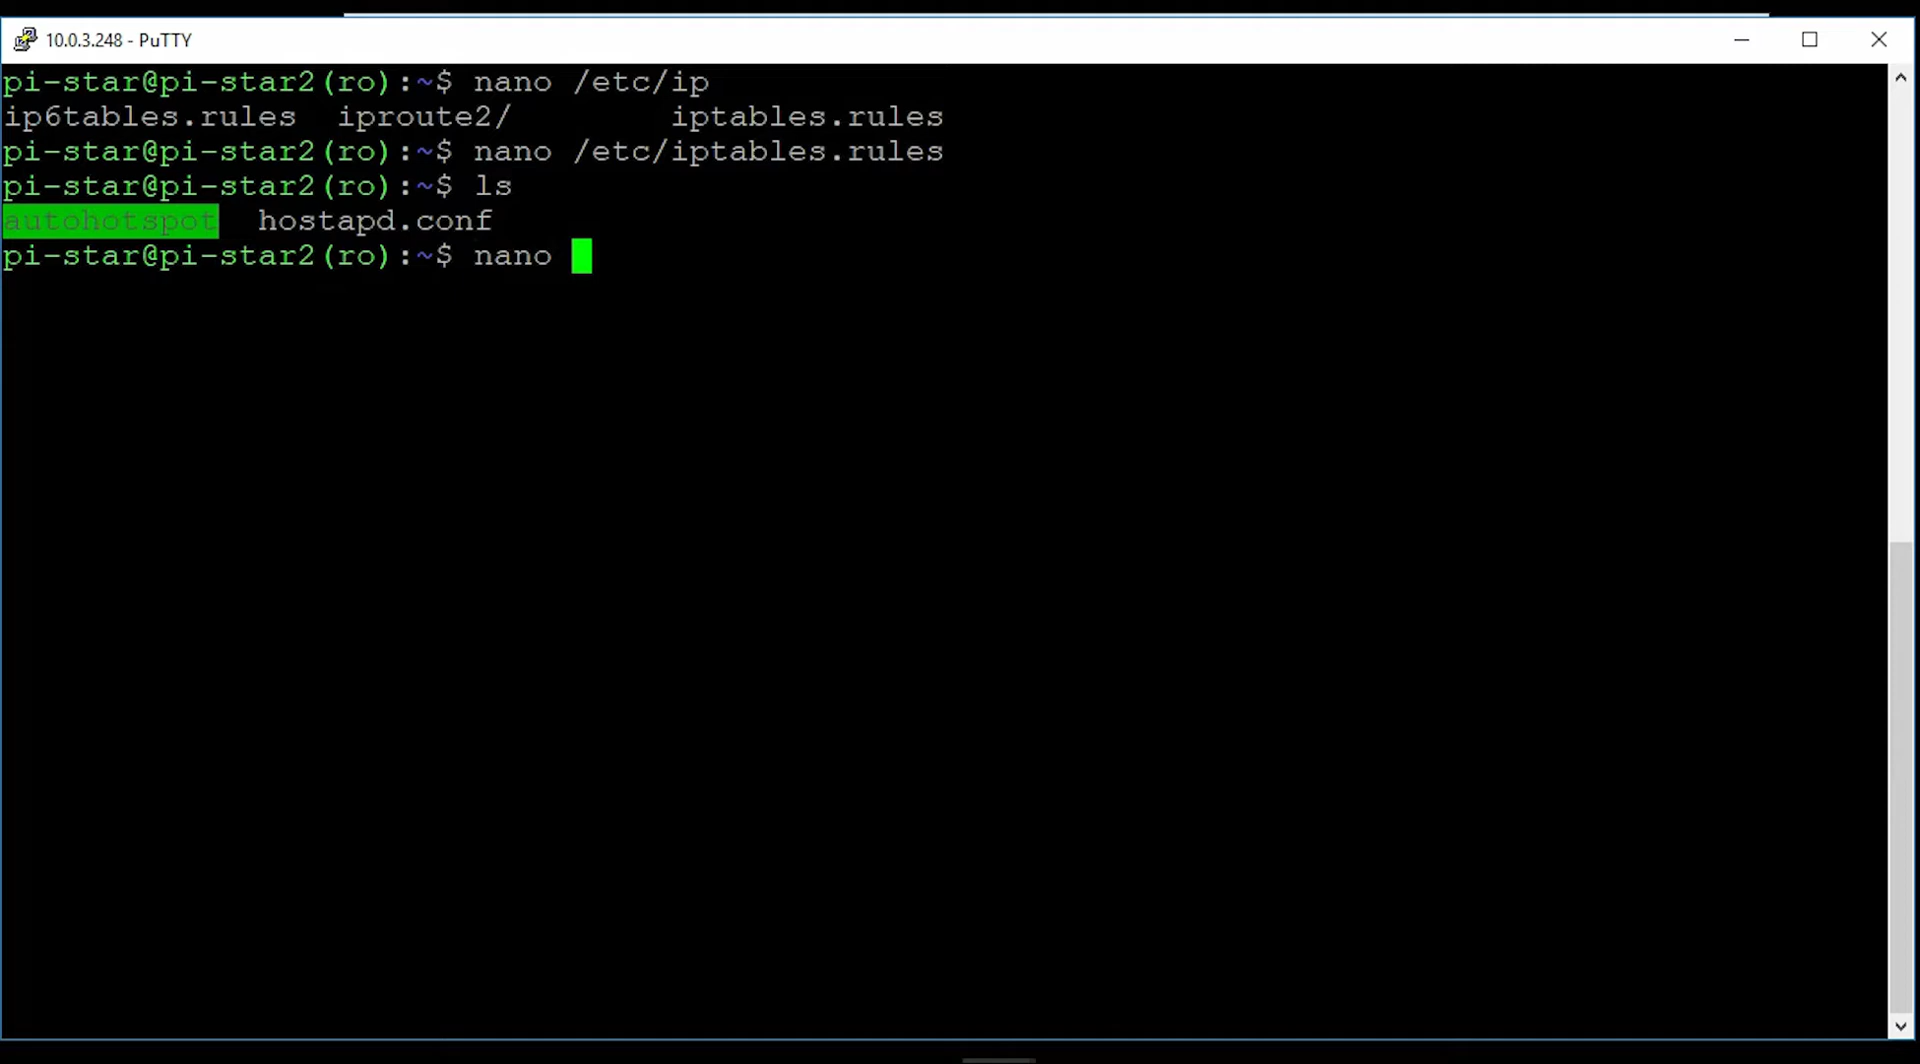 10.0.3.248 - PuTTY
pi-star@pi-star2(ro):~$ nano /etc/ip
ip6tables.rules  iproute2/        iptables.rules
pi-star@pi-star2(ro):~$ nano /etc/iptables.rules
pi-star@pi-star2(ro):~$ ls
autohotspot  hostapd.conf
pi-star@pi-star2(ro):~$ nano